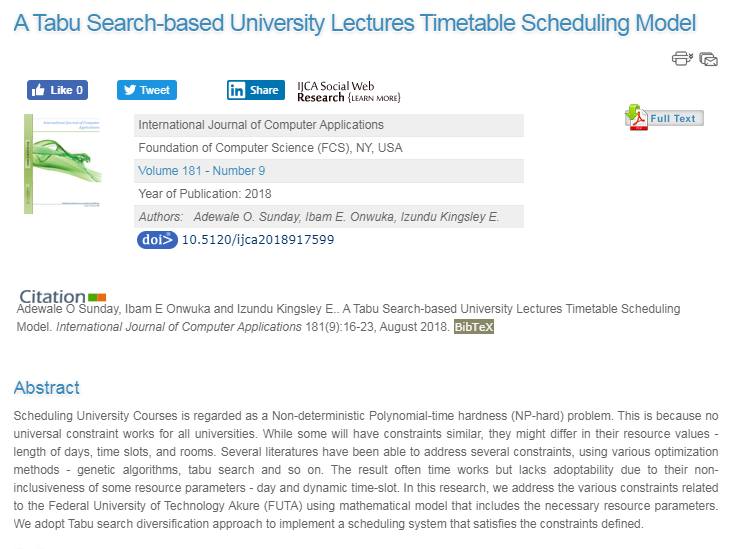 A Tabu Search-based University Lectures Timetable Scheduling Model
Like 0
Tweet
in Share
IJCA Social Web
Research {LEARN MORE}
Full Text
International Journal of Computer Applications
International Journal of Computer Applications
Foundation of Computer Science (FCS), NY, USA
Volume 181 - Number 9
Year of Publication: 2018
Authors: Adewale O. Sunday, Ibam E. Onwuka, Izundu Kingsley E.
doi> 10.5120/ijca2018917599
Citation
Adewale O Sunday, Ibam E Onwuka and Izundu Kingsley E.. A Tabu Search-based University Lectures Timetable Scheduling
Model. International Journal of Computer Applications 181(9):16-23, August 2018. BibTeX
Abstract
Scheduling University Courses is regarded as a Non-deterministic Polynomial-time hardness (NP-hard) problem. This is because no
universal constraint works for all universities. While some will have constraints similar, they might differ in their resource values -
length of days, time slots, and rooms. Several literatures have been able to address several constraints, using various optimization
methods - genetic algorithms, tabu search and so on. The result often time works but lacks adoptability due to their non-
inclusiveness of some resource parameters - day and dynamic time-slot. In this research, we address the various constraints related
to the Federal University of Technology Akure (FUTA) using mathematical model that includes the necessary resource parameters.
We adopt Tabu search diversification approach to implement a scheduling system that satisfies the constraints defined.